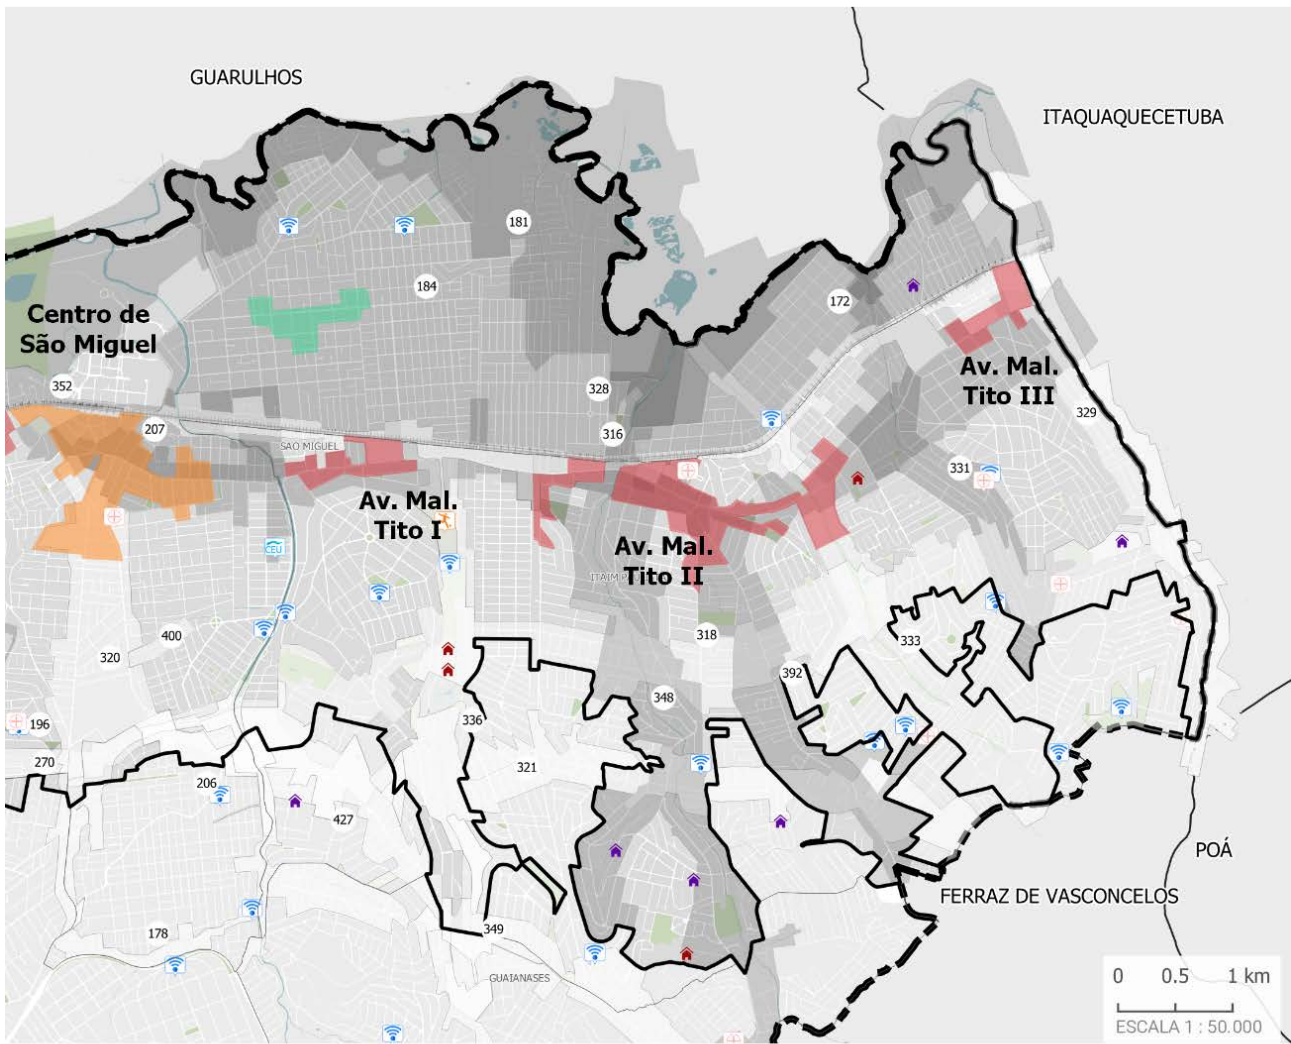 GUARULHOS
ITAQUAQUECETUBA
181
184
172
Centro de
São Miguel
352
207
SAO MIGUEL
328
316
Av. Mal.
Tito III
329
331
Av. Mal.
Tito I
CEU
Av. Mal.
Tito II
ITAIM P
400
320
318
333
392
348
196
336
270
321
206
427
POÁ
FERRAZ DE VASCONCELOS
178
349
GUAIANASES
0 0.5 1 km
ESCALA 1 : 50.000